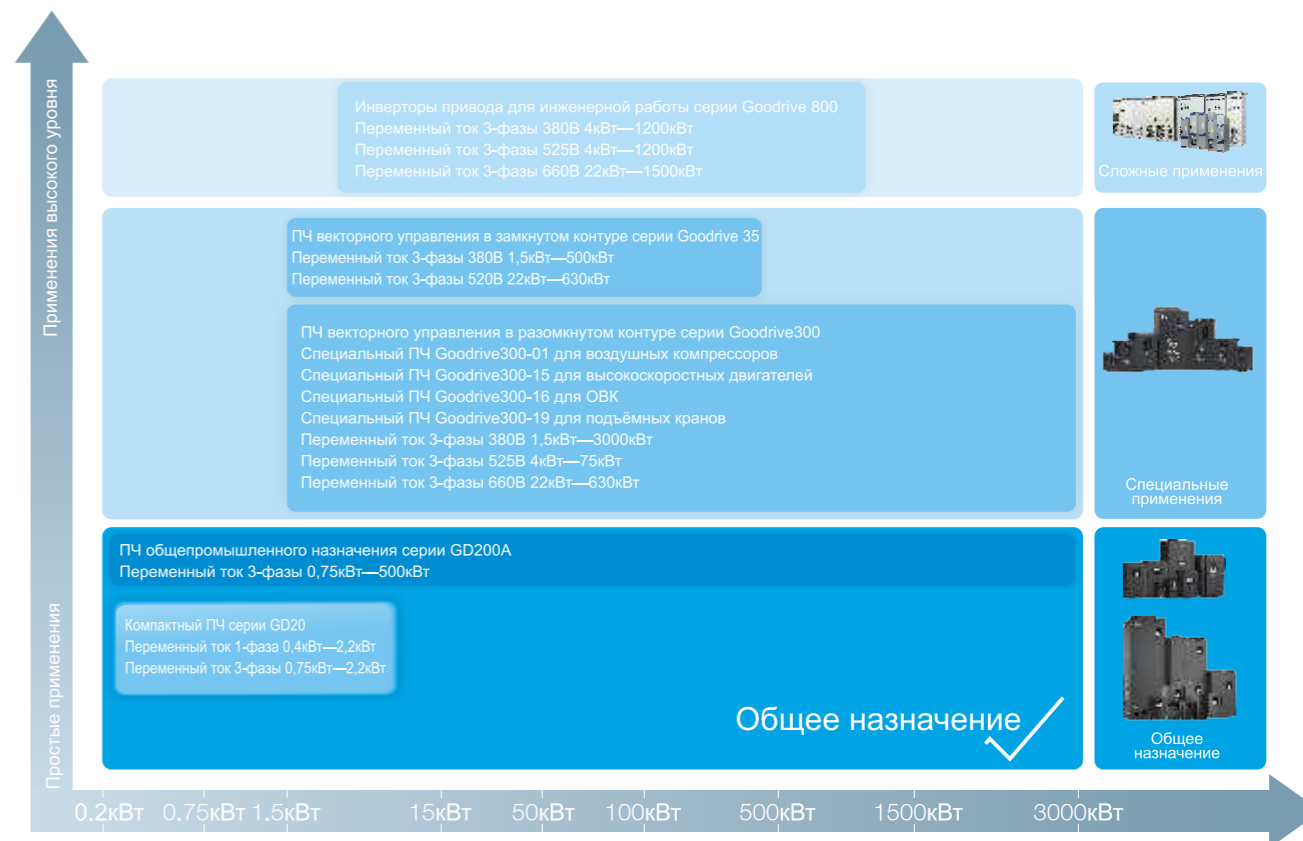 Применения высокого уровня
Инверторы привода для инженерной работы серии Goodrive 800
Переменный ток 3-фазы 380В 4кВт—1200кВт
Переменный ток 3-фазы 525В 4кВт—1200кВт
Переменный ток 3-фазы 660В 22кВт—1500кВт
Сложные применения
ПЧ векторного управления в замкнутом контуре серии Goodrive 35
Переменный ток 3-фазы 380В 1,5кВт—500кВт
Переменный ток 3-фазы 520В 22кВт—630кВт
ПЧ векторного управления в разомкнутом контуре серии Goodrive300
Специальный ПЧ Goodrive300-01 для воздушных компрессоров
Специальный ПЧ Goodrive300-15 для высокоскоростных двигателей
Специальный ПЧ Goodrive300-16 для ОВК
Специальный ПЧ Goodrive300-19 для подъёмных кранов
Переменный ток 3-фазы 380В 1,5кВт—3000кВт
Переменный ток 3-фазы 525В 4кВт—75кВт
Переменный ток 3-фазы 660В 22кВт—630кВт
Специальные
применения
Простые применения
ПЧ общепромышленного назначения серии GD200A
Переменный ток 3-фазы 0,75кВт—500кВт
Компактный ПЧ серии GD20
Переменный ток 1-фаза 0,4кВт—2,2кВт
Переменный ток 3-фазы 0,75кВт—2,2кВт
Общее назначение
Общее
назначение
0.2кВт 0.75кВт 1.5кВт 15кВт 50кВт 100кВт 500кВт 1500кВт 3000кВт